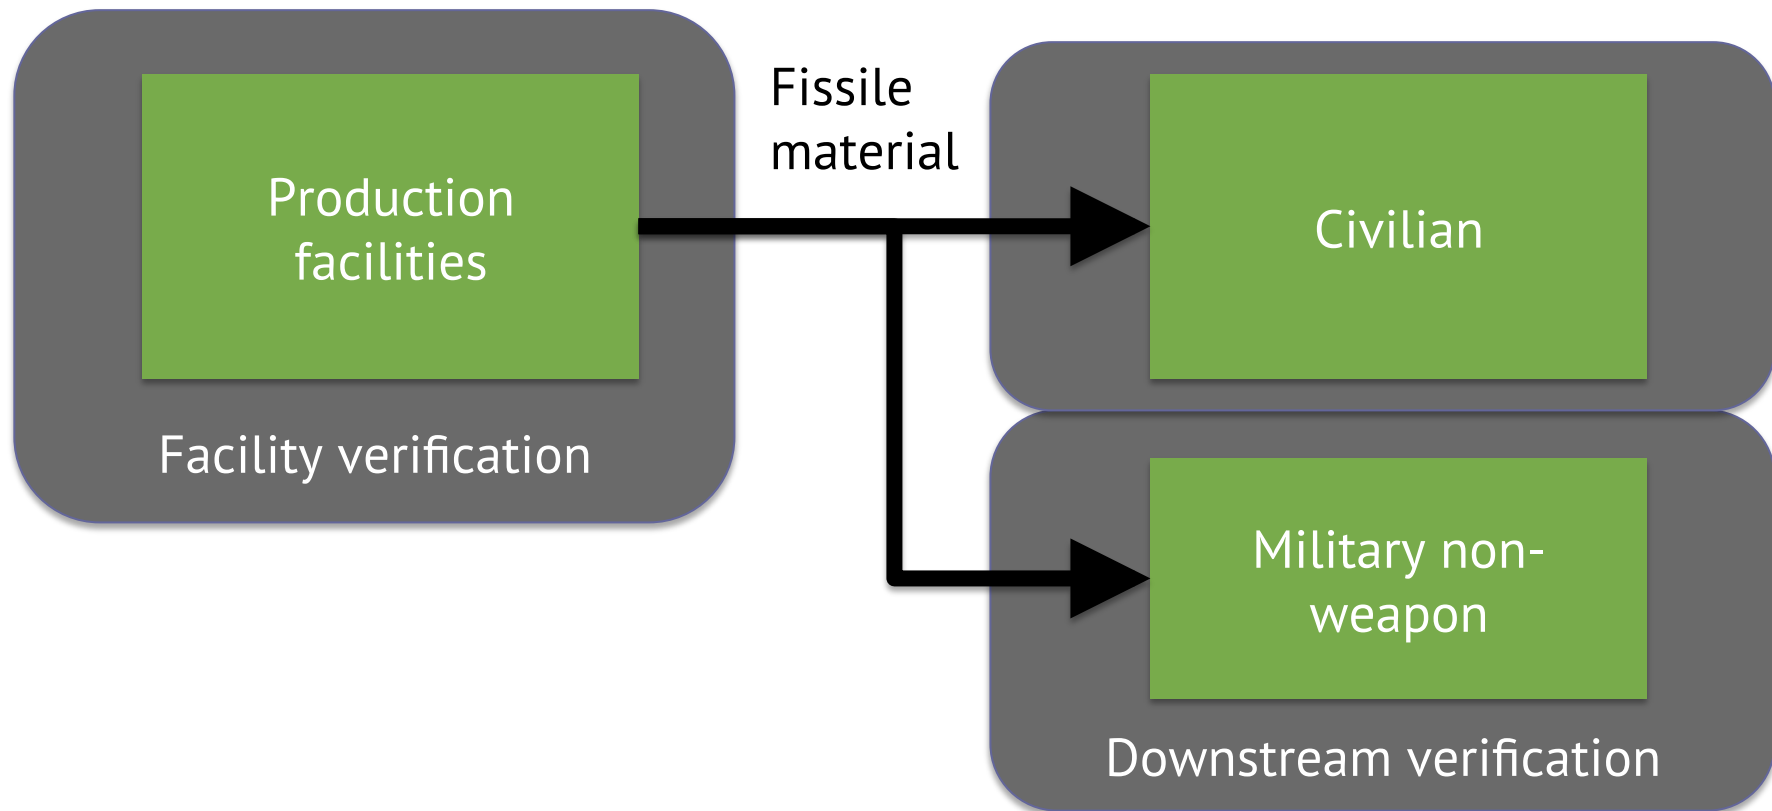 Production
facilities
Facility verification
Fissile
material
Civilian
Military non-
weapon
Downstream verification